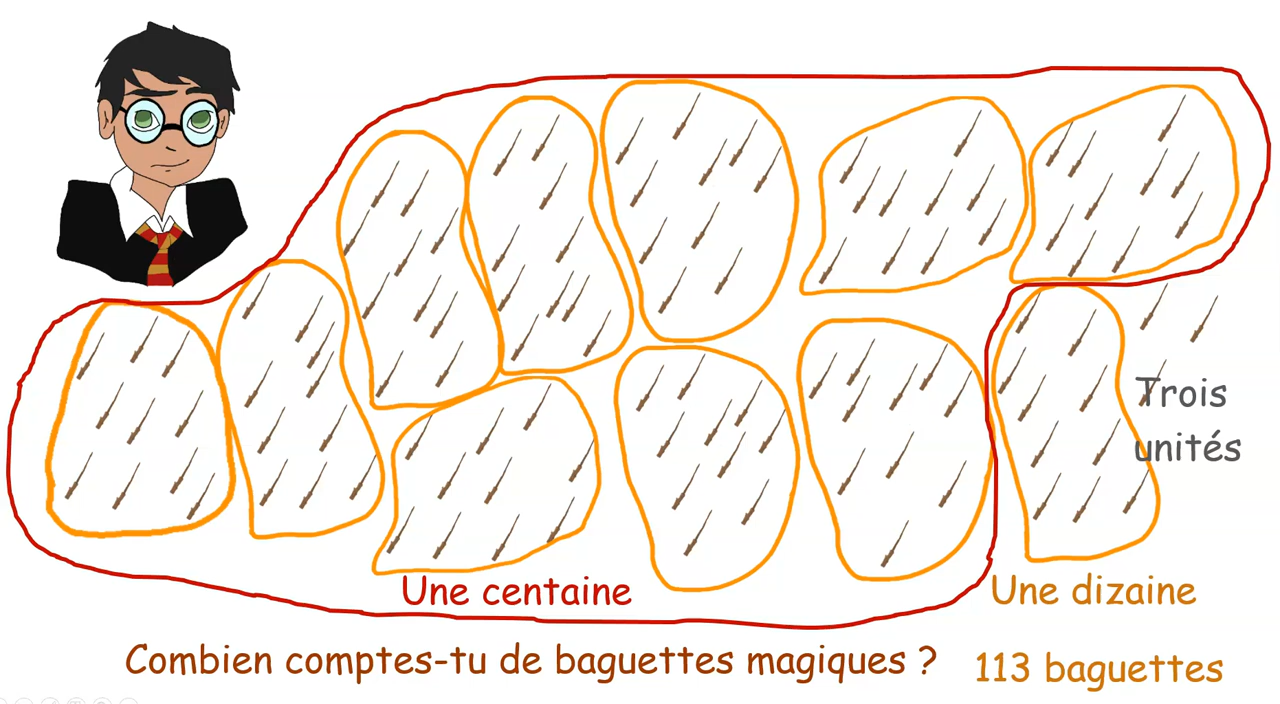 Trois
unités
Une centaine
Une dizaine
Combien comptes-tu de baguettes magiques ?
113 baguettes